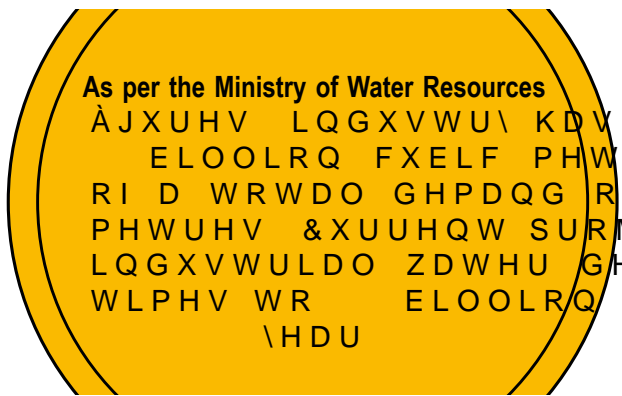 As per the Ministry of Water Resources
ÀJXUHV LQGXVWU\ KDV
ELOOLRQ FXELF PHW
RI D WRWDO GHPDQG R
PHWUHV &XUUHQW SUR
LQGXVWULDO ZDWHU GH
WLPHV WR ELOOLRQ
\HDU